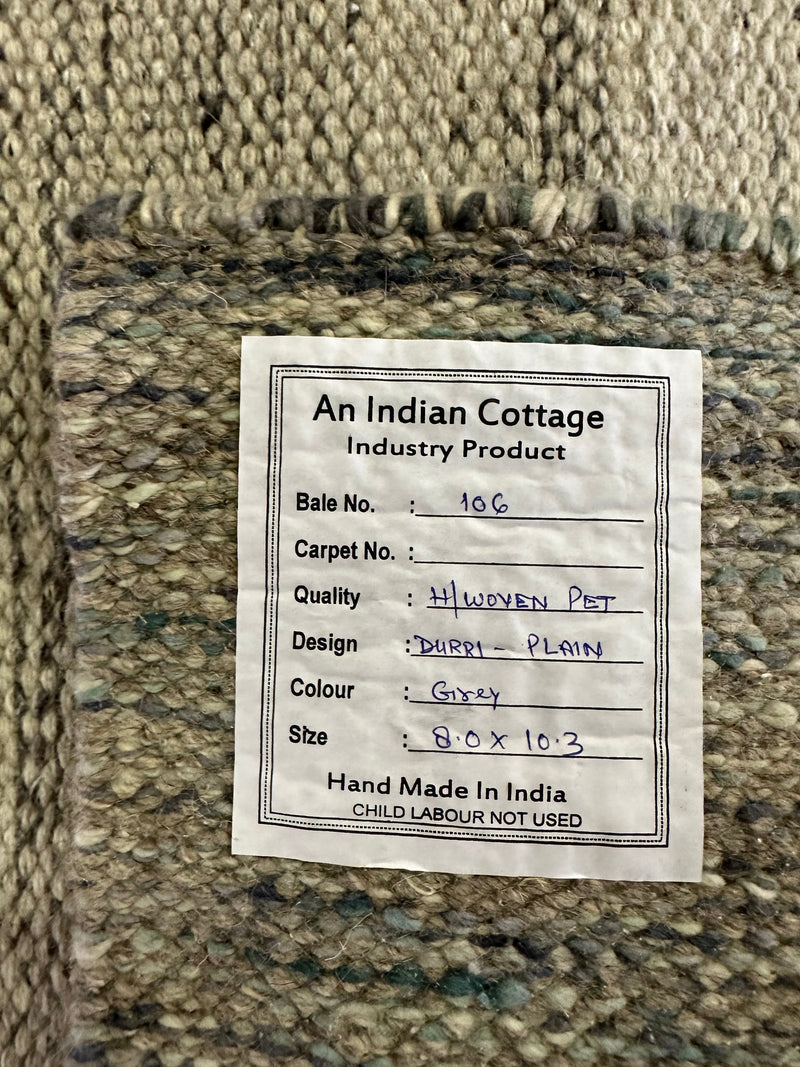 An Indian Cottage
Industry Product
Bale No. : 106
Carpet No. :
Quality : H/WOVEN PET
Design : DURRI - PLAIN
Colour : Grey
Size : 8.0 x 10.3
Hand Made In India
CHILD LABOUR NOT USED